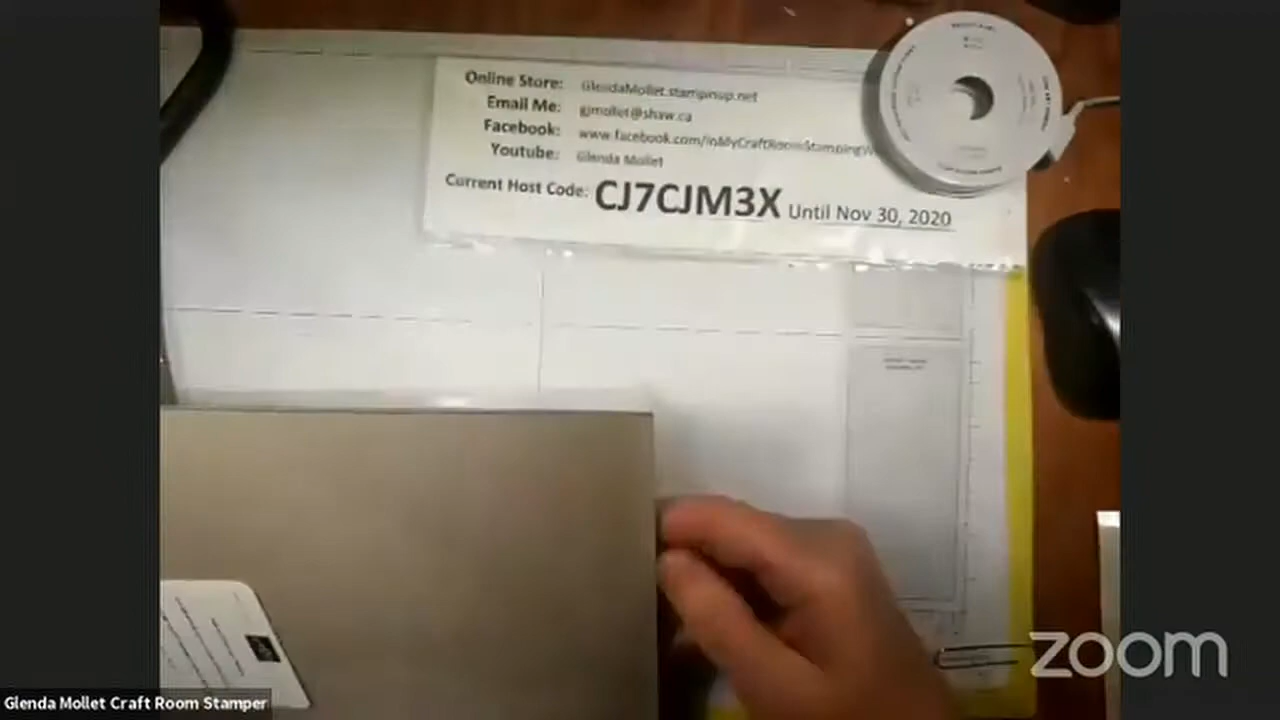 Online Store: GlendaMollet.stampinup.net
Email Me: gjmollet@shaw.ca
Facebook: www.facebook.com/InMyCraftRoomStamping
Youtube: Glenda Mollet
Current Host Code: CJ7CJM3X Until Nov 30, 2020
zoom
Glenda Mollet Craft Room Stamper